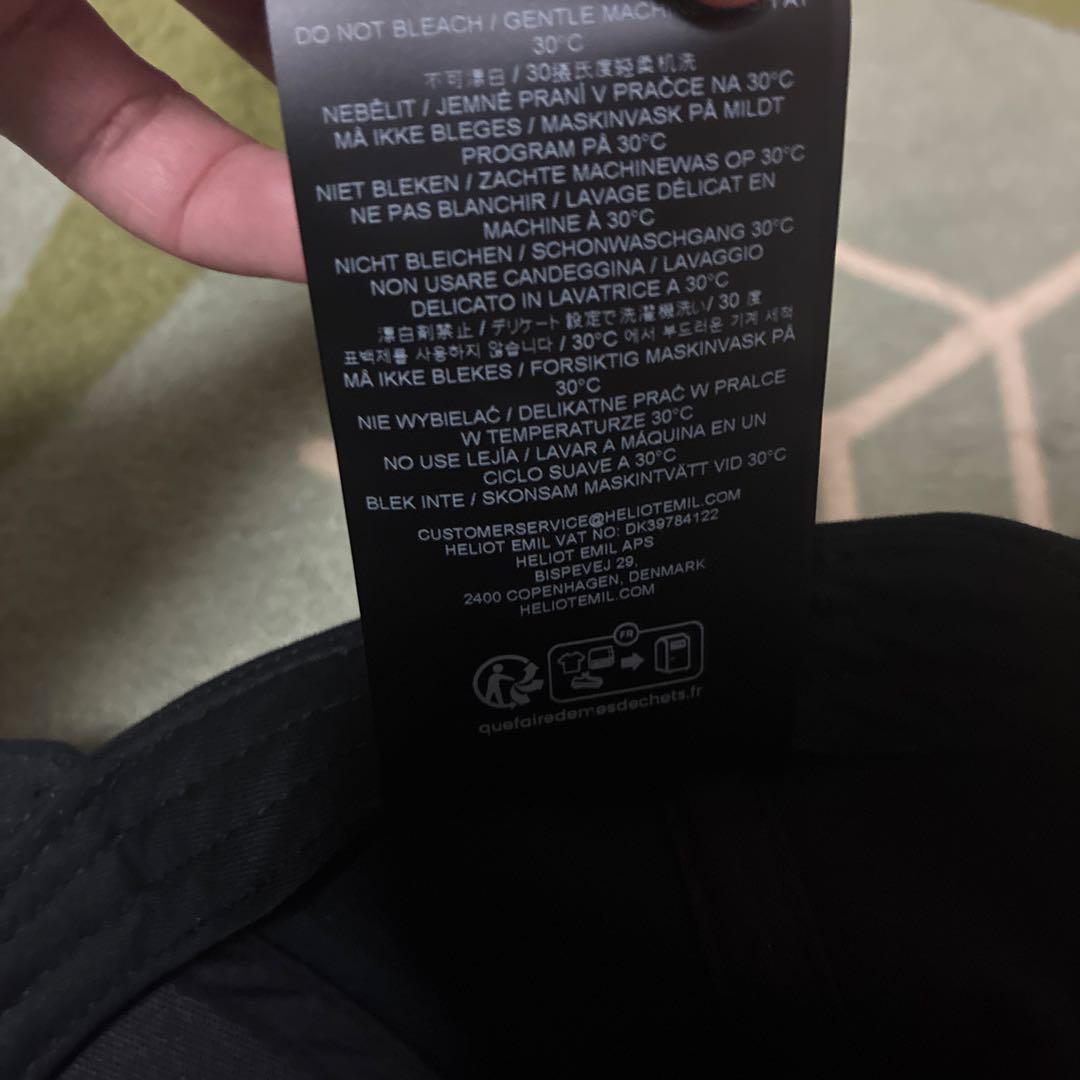 DO NOT BLEACH / GENTLE MACH AT
30°C
不可漂白 / 30摄氏度轻柔机洗
NEBĚLIT / JEMNĚ PRANÍ V PRAČCE NA 30°C
MÅ IKKE BLEGES / MASKINVASK PÅ MILDT
PROGRAM PÅ 30°C
NIET BLEKEN / ZACHTE MACHINEWAS OP 30°C
NE PAS BLANCHIR / LAVAGE DÉLICAT EN
MACHINE À 30°C
NICHT BLEICHEN / SCHONWASCHGANG 30°C
NON USARE CANDEGGINA / LAVAGGIO
DELICATO IN LAVATRICE A 30°C
漂白剤禁止 / デリケート 設定で洗濯機洗い/ 30 度
표백제를 사용하지 않습니다 / 30°C 에서 부드러운 기계 세척
MÅ IKKE BLEKES / FORSIKTIG MASKINVASK PÅ
30°C
NIE WYBIELAĆ / DELIKATNE PRAĆ W PRALCE
W TEMPERATURZE 30°C
NO USE LEJÍA / LAVAR A MÁQUINA EN UN
CICLO SUAVE A 30°C
BLEK INTE / SKONSAM MASKINTVÄTT VID 30°C
CUSTOMERSERVICE@HELIOTEMIL.COM
HELIOT EMIL VAT NO: DK39784122
HELIOT EMIL APS
BISPEVEJ 29,
2400 COPENHAGEN, DENMARK
HELIOTEMIL.COM
FR
quefairedemesdechets.fr